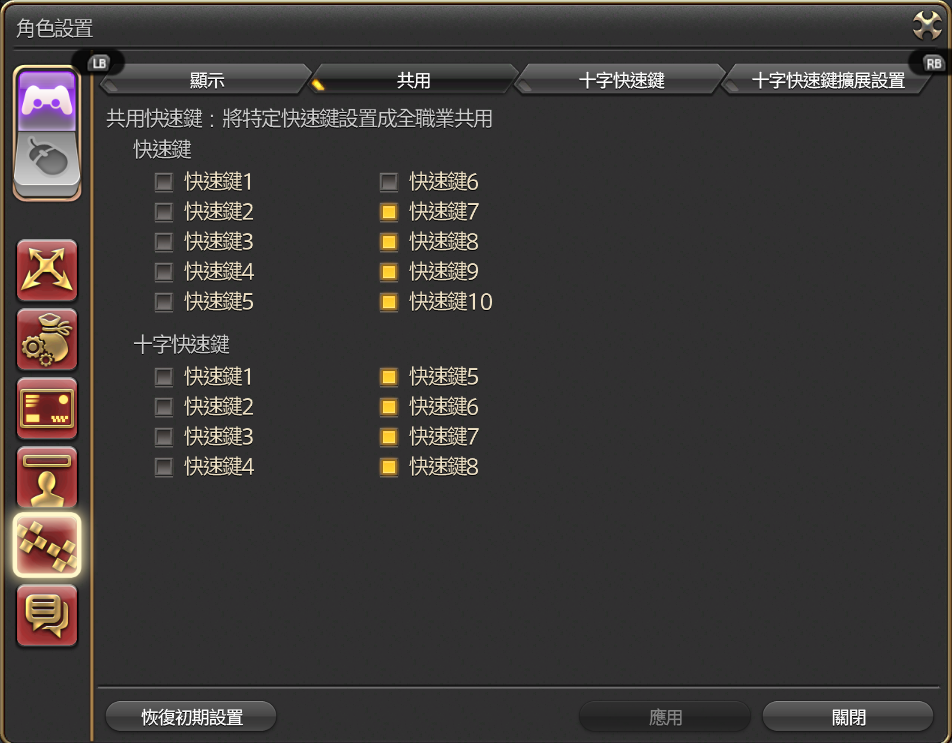 角色設置
LB
顯示
共用
十字快速鍵
十字快速鍵擴展設置
RB
共用快速鍵：將特定快速鍵設置成全職業共用
快速鍵
快速鍵1
快速鍵6
快速鍵2
快速鍵7
快速鍵3
快速鍵8
快速鍵4
快速鍵9
快速鍵5
快速鍵10
十字快速鍵
快速鍵1
快速鍵5
快速鍵2
快速鍵6
快速鍵3
快速鍵7
快速鍵4
快速鍵8
恢復初期設置
應用
關閉